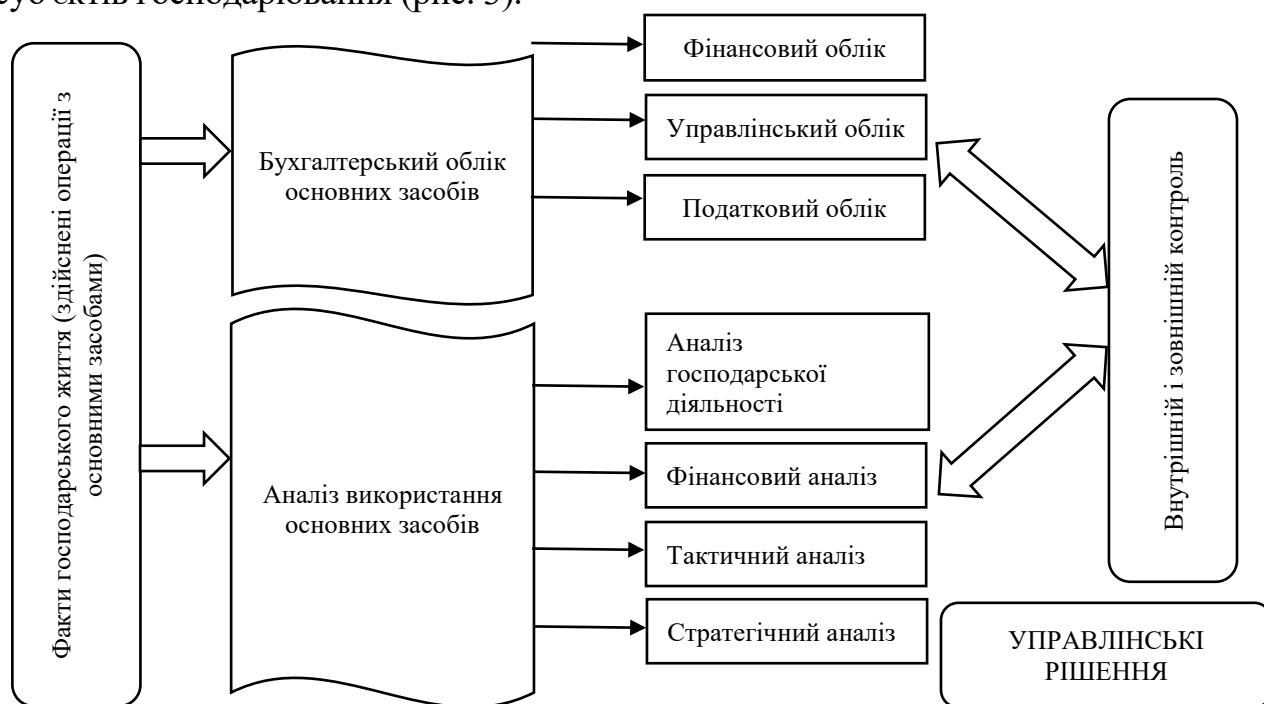 суб'єктів господарювання (рис. 3).
Факти господарського життя (здійснені операції з
основними засобами)
Бухгалтерський облік
основних засобів
Фінансовий облік
Управлінський облік
Податковий облік
Аналіз використання
основних засобів
Аналіз
господарської
діяльності
Фінансовий аналіз
Тактичний аналіз
Стратегічний аналіз
Внутрішній і зовнішній контроль
УПРАВЛІНСЬКІ
РІШЕННЯ